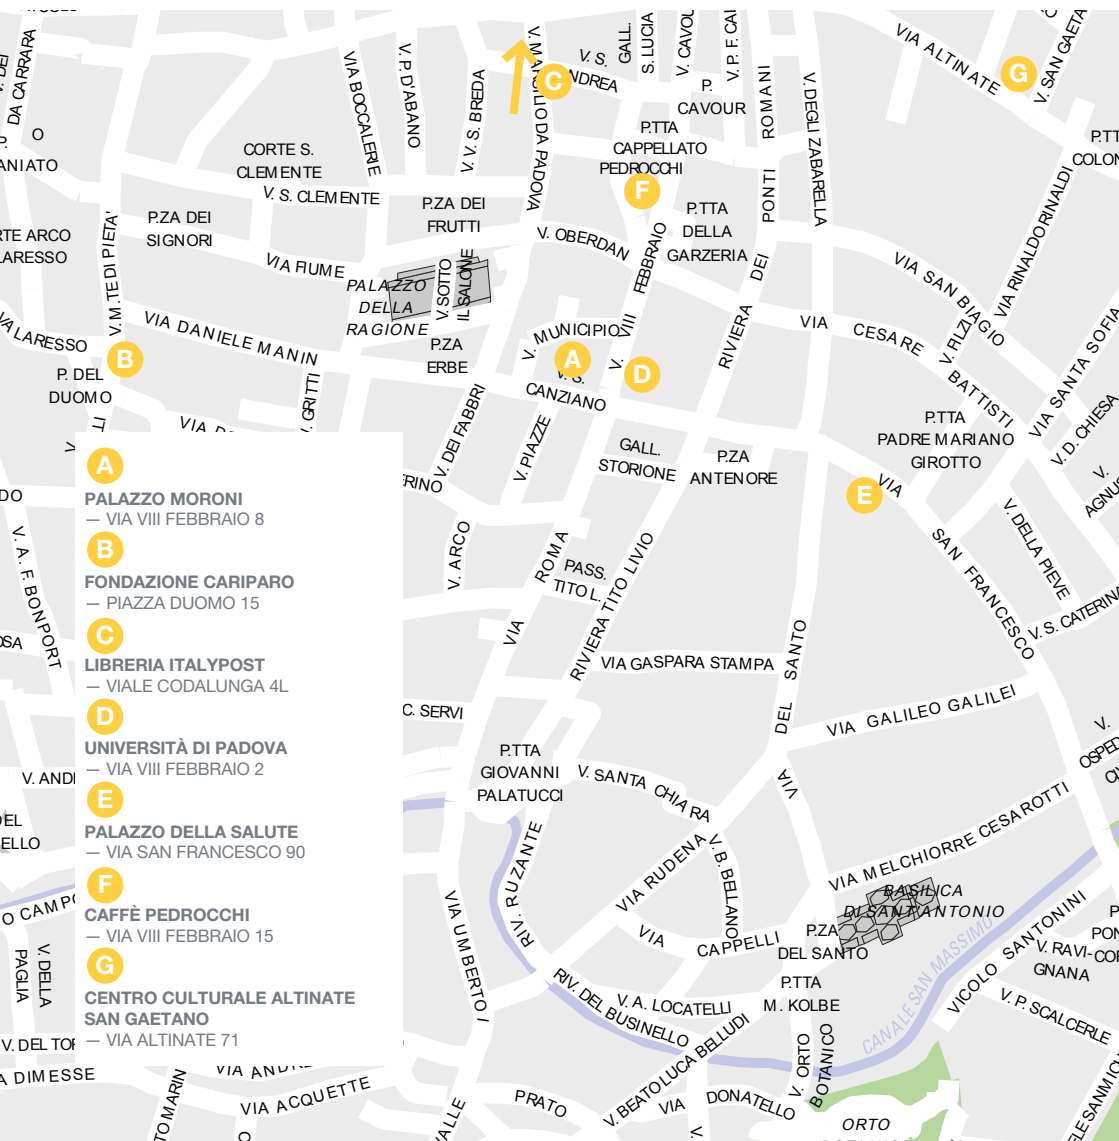 V. DEI
DA CARRARA
VIA BOCCALERIE
V. P. D'ABANO
V. V. S. BREDA
C
V. S.
GALL.
S. LUCIA
V. P. F. CAI
P.
CAVOUR
ROMANI
PONTI
DEI
RIVIERA
V. DEGLI ZABARELLA
VIA ALTINATE
G
V. SAN GAETA
CORTE S.
CLEMENTE
V. S. CLEMENTE
P.TTA
CAPPELLATO
PEDROCCHI
F
P.ZA DEI
SIGNORI
P.ZA DEI
FRUTTI
V. OBERDAN
P.TTA
DELLA
GARZERIA
VIA RINALDO RINALDI
V. M.TE DI PIETA'
VIA FIUME
PALAZZO
DELLA
RAGIONE
V. SOTTO
IL SALONE
V. VIII FEBBRAIO
VIA SAN BIAGIO
V. FILZI
VIA SANTA SOFIA
VIA DANIELE MANIN
P.ZA
ERBE
V. MUNICIPIO
A
V. S.
CANZIANO
D
VIA CESARE BATTISTI
B
P. DEL
DUOMO
V. DEI FABBRI
V. PIAZZE
GALL.
STORIONE
P.ZA
ANTENORE
P.TTA
PADRE MARIANO
GIROTTO
V. D. CHIESA
E
VIA SAN FRANCESCO
V. DELLA PIEVE
V. S. CATERINA
V. A. F. BONPORT
V. ARCO
VIA ROMA
PASS.
TITO L.
RIVIERA TITO LIVIO
VIA GASPARA STAMPA
VIA DEL SANTO
VIA GALILEO GALILEI
C. SERVI
P.TTA
GIOVANNI
PALATUCCI
V. SANTA CHIARA
VIA RUDENA
V. B. BELLANO
VIA MELCHIORRE CESAROTTI
BASILICA
DI SANT'ANTONIO
RIV. RUZANTE
VIA UMBERTO I
VIA CAPPELLI
P.ZA
DEL SANTO
P.TTA
M. KOLBE
CANALE SAN MASSIMO
VICOLO SANTONINI
V. RAVI-
GNANA
V. P. SCALCERLE
RIV. DEL BUSINELLO
V. A. LOCATELLI
V. BEATO LUCA BELLUDI
V. ORTO
BOTANICO
VIA DONATELLO
PRATO
VIA ACQUETTE
V. DELLA
PAGLIA
ORTO
A
PALAZZO MORONI
— VIA VIII FEBBRAIO 8
B
FONDAZIONE CARIPARO
— PIAZZA DUOMO 15
C
LIBRERIA ITALYPOST
— VIALE CODALUNGA 4L
D
UNIVERSITÀ DI PADOVA
— VIA VIII FEBBRAIO 2
E
PALAZZO DELLA SALUTE
— VIA SAN FRANCESCO 90
F
CAFFÈ PEDROCCHI
— VIA VIII FEBBRAIO 15
G
CENTRO CULTURALE ALTINATE
SAN GAETANO
— VIA ALTINATE 71